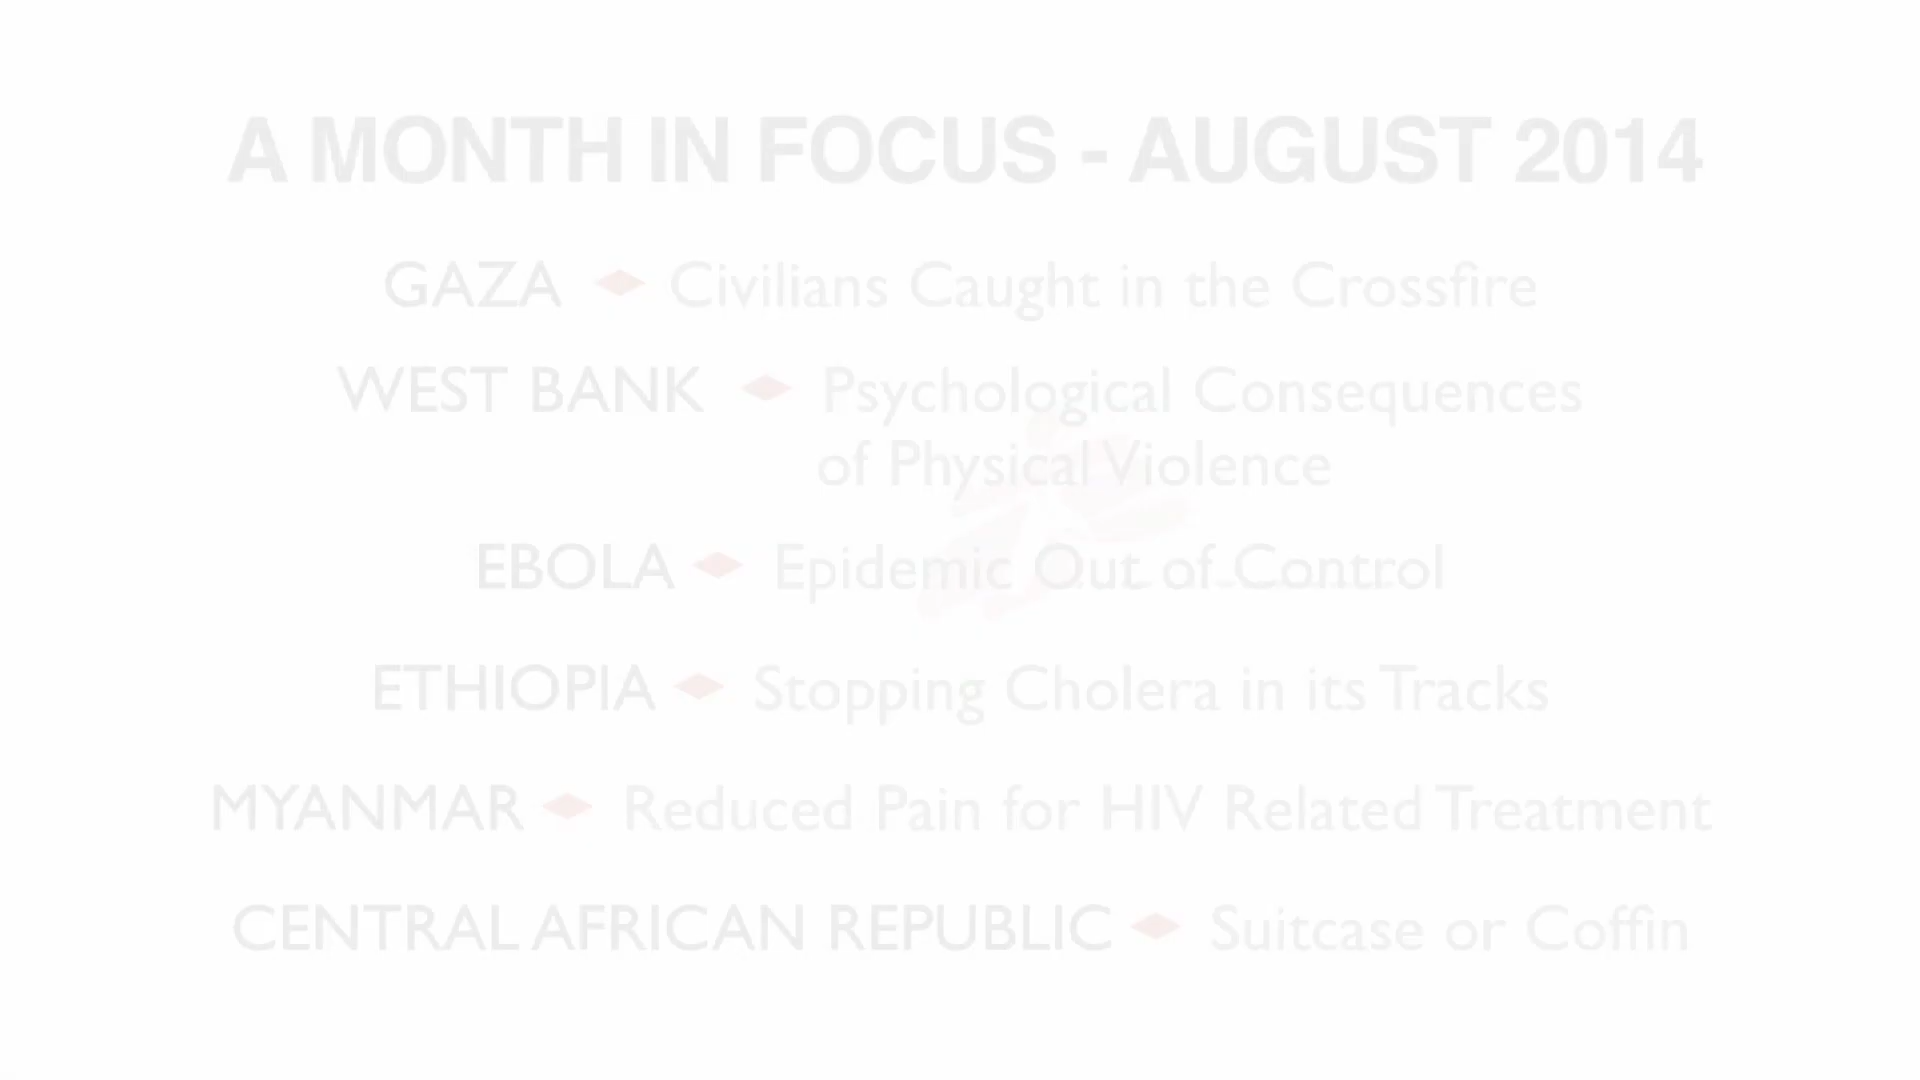 A MONTH IN FOCUS - AUGUST 2014
GAZA Civilians Caught in the Crossfire
WEST BANK Psychological Consequences
of Physical Violence
EBOLA Epidemic Out of Control
ETHIOPIA Stopping Cholera in its Tracks
MYANMAR Reduced Pain for HIV Related Treatment
CENTRAL AFRICAN REPUBLIC Suitcase or Coffin